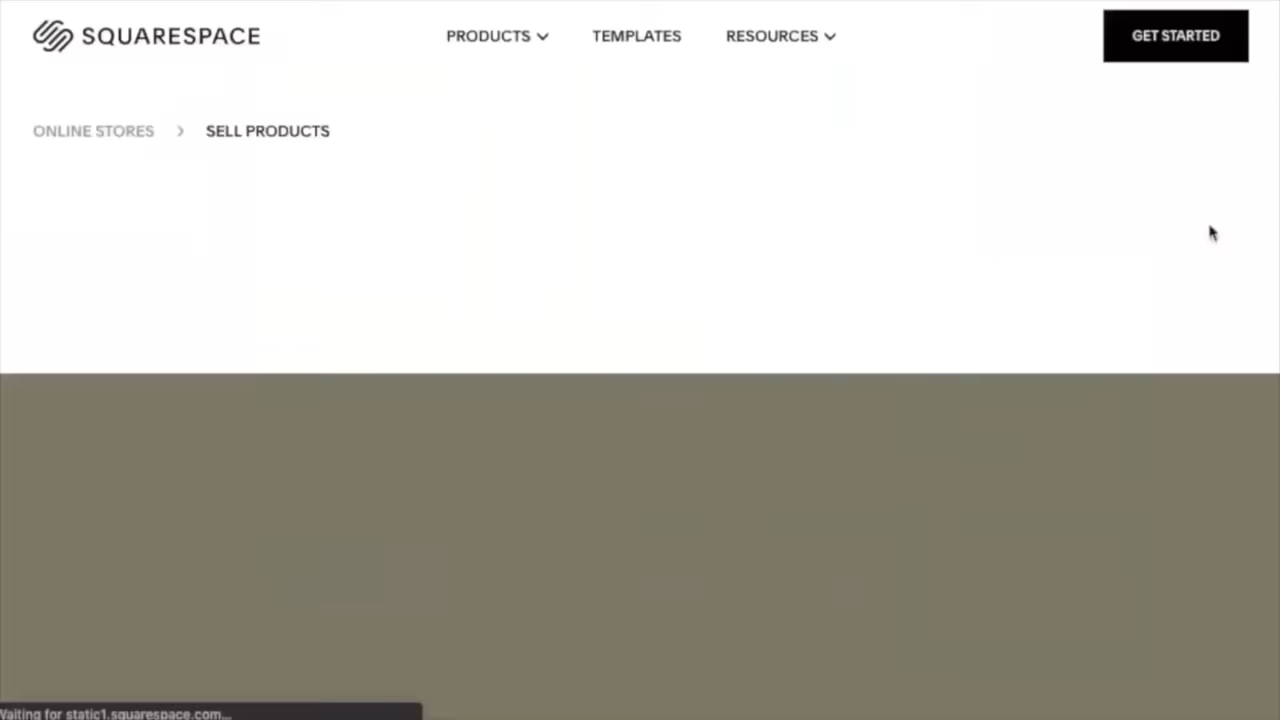 SQUARESPACE
PRODUCTS
TEMPLATES
RESOURCES
GET STARTED
ONLINE STORES > SELL PRODUCTS
Waiting for static1.squarespace.com...